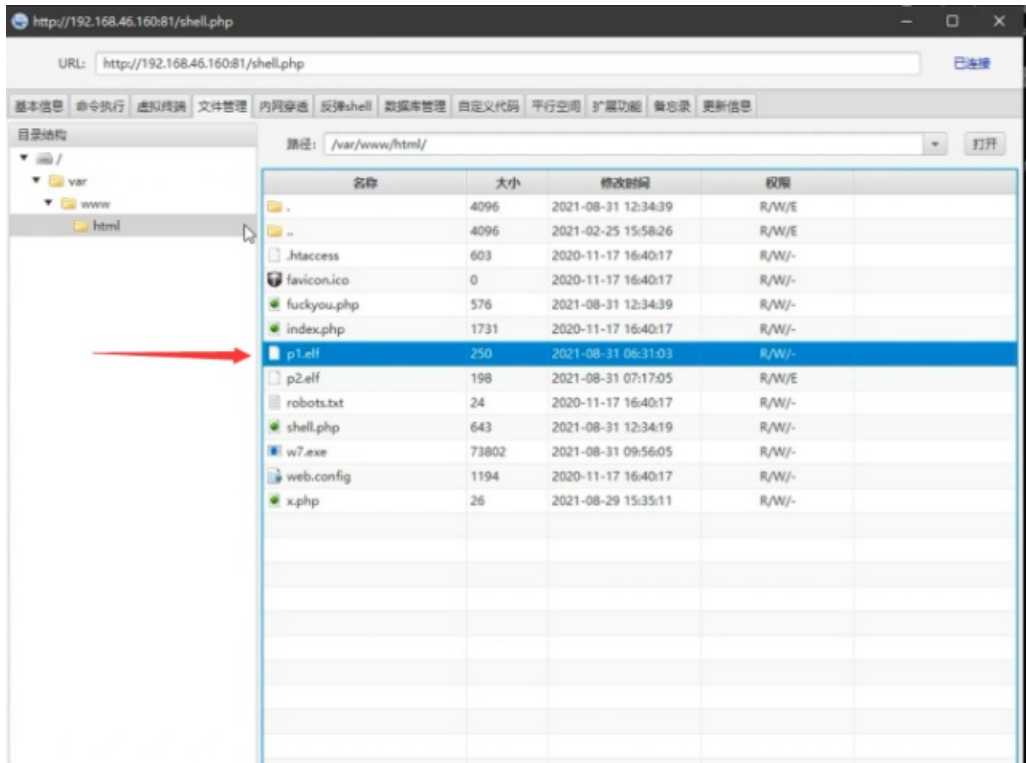 http://192.168.46.160:81/shell.php
URL: http://192.168.46.160:81/shell.php 已连接
基本信息 命令执行 虚拟终端 文件管理 内网穿透 反弹shell 数据库管理 自定义代码 平行空间 扩展功能 备忘录 更新信息
目录结构
路径: /var/www/html/ 打开
/
var
www
html
名称 大小 修改时间 权限
. 4096 2021-08-31 12:34:39 R/W/E
.. 4096 2021-02-25 15:58:26 R/W/E
.htaccess 603 2020-11-17 16:40:17 R/W/-
favicon.ico 0 2020-11-17 16:40:17 R/W/-
fuckyou.php 576 2021-08-31 12:34:39 R/W/-
index.php 1731 2020-11-17 16:40:17 R/W/-
p1.elf 250 2021-08-31 06:31:03 R/W/-
p2.elf 198 2021-08-31 07:17:05 R/W/E
robots.txt 24 2020-11-17 16:40:17 R/W/-
shell.php 643 2021-08-31 12:34:19 R/W/-
w7.exe 73802 2021-08-31 09:56:05 R/W/-
web.config 1194 2020-11-17 16:40:17 R/W/-
x.php 26 2021-08-29 15:35:11 R/W/-